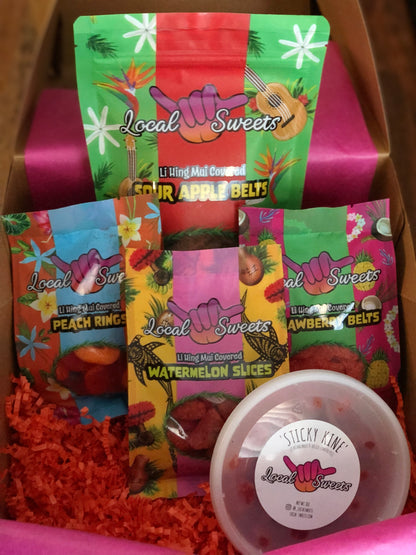 Local Sweets
Li Hing Mui Covered
SOUR APPLE BELTS
Local Sweets
Li Hing Mui Covered
PEACH RINGS
Local Sweets
Li Hing Mui Covered
WATERMELON SLICES
Local Sweets
Li Hing Mui Covered
AWBERRY BELTS
'STICKY KINE'
Local Sweets